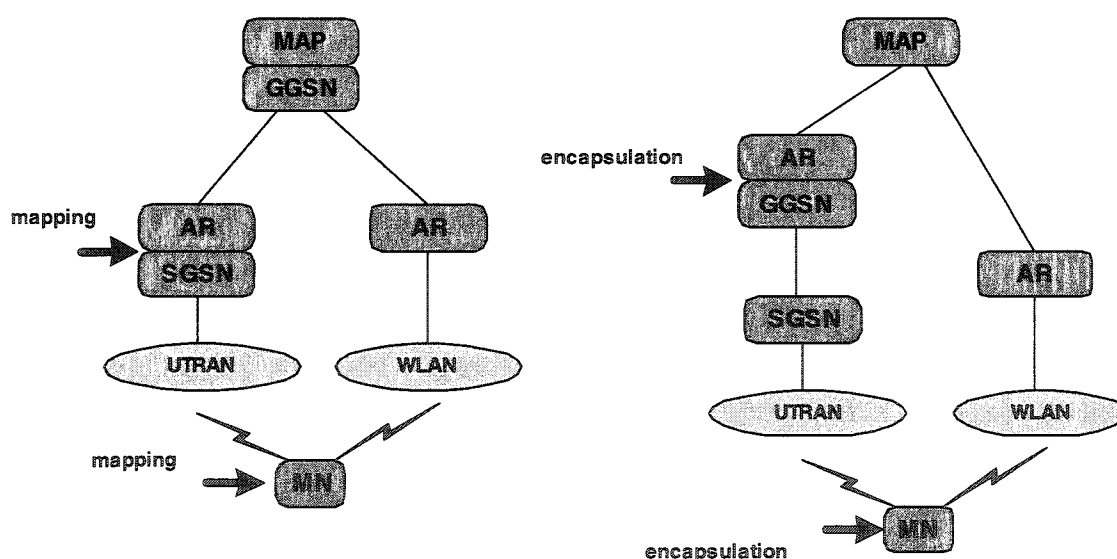 MAP
GGSN
mapping
AR
SGSN
AR
UTRAN
WLAN
mapping
MN
MAP
encapsulation
AR
GGSN
SGSN
AR
UTRAN
WLAN
MN
encapsulation